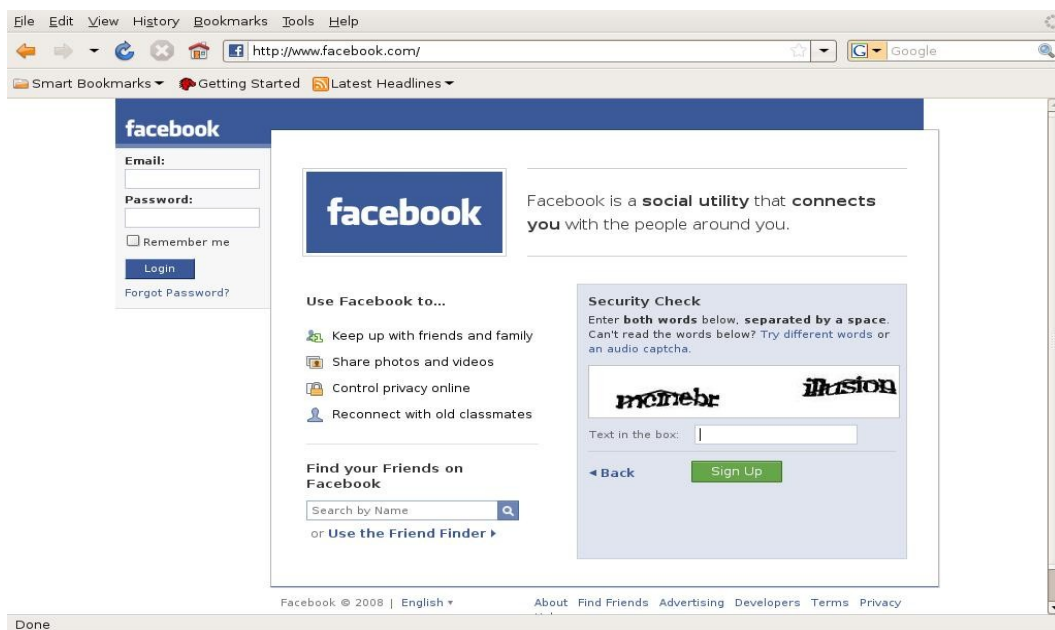 File Edit View History Bookmarks Tools Help
http://www.facebook.com/
G Google
Smart Bookmarks Getting Started Latest Headlines
facebook
Email:
Password:
Remember me
Login
Forgot Password?
facebook
Facebook is a social utility that connects
you with the people around you.
Use Facebook to...
Keep up with friends and family
Share photos and videos
Control privacy online
Reconnect with old classmates
Find your Friends on
Facebook
Search by Name
or Use the Friend Finder
Security Check
Enter both words below, separated by a space.
Can't read the words below? Try different words or
an audio captcha.
illusion
Text in the box:
Back Sign Up
Facebook © 2008 | English
About Find Friends Advertising Developers Terms Privacy
Done